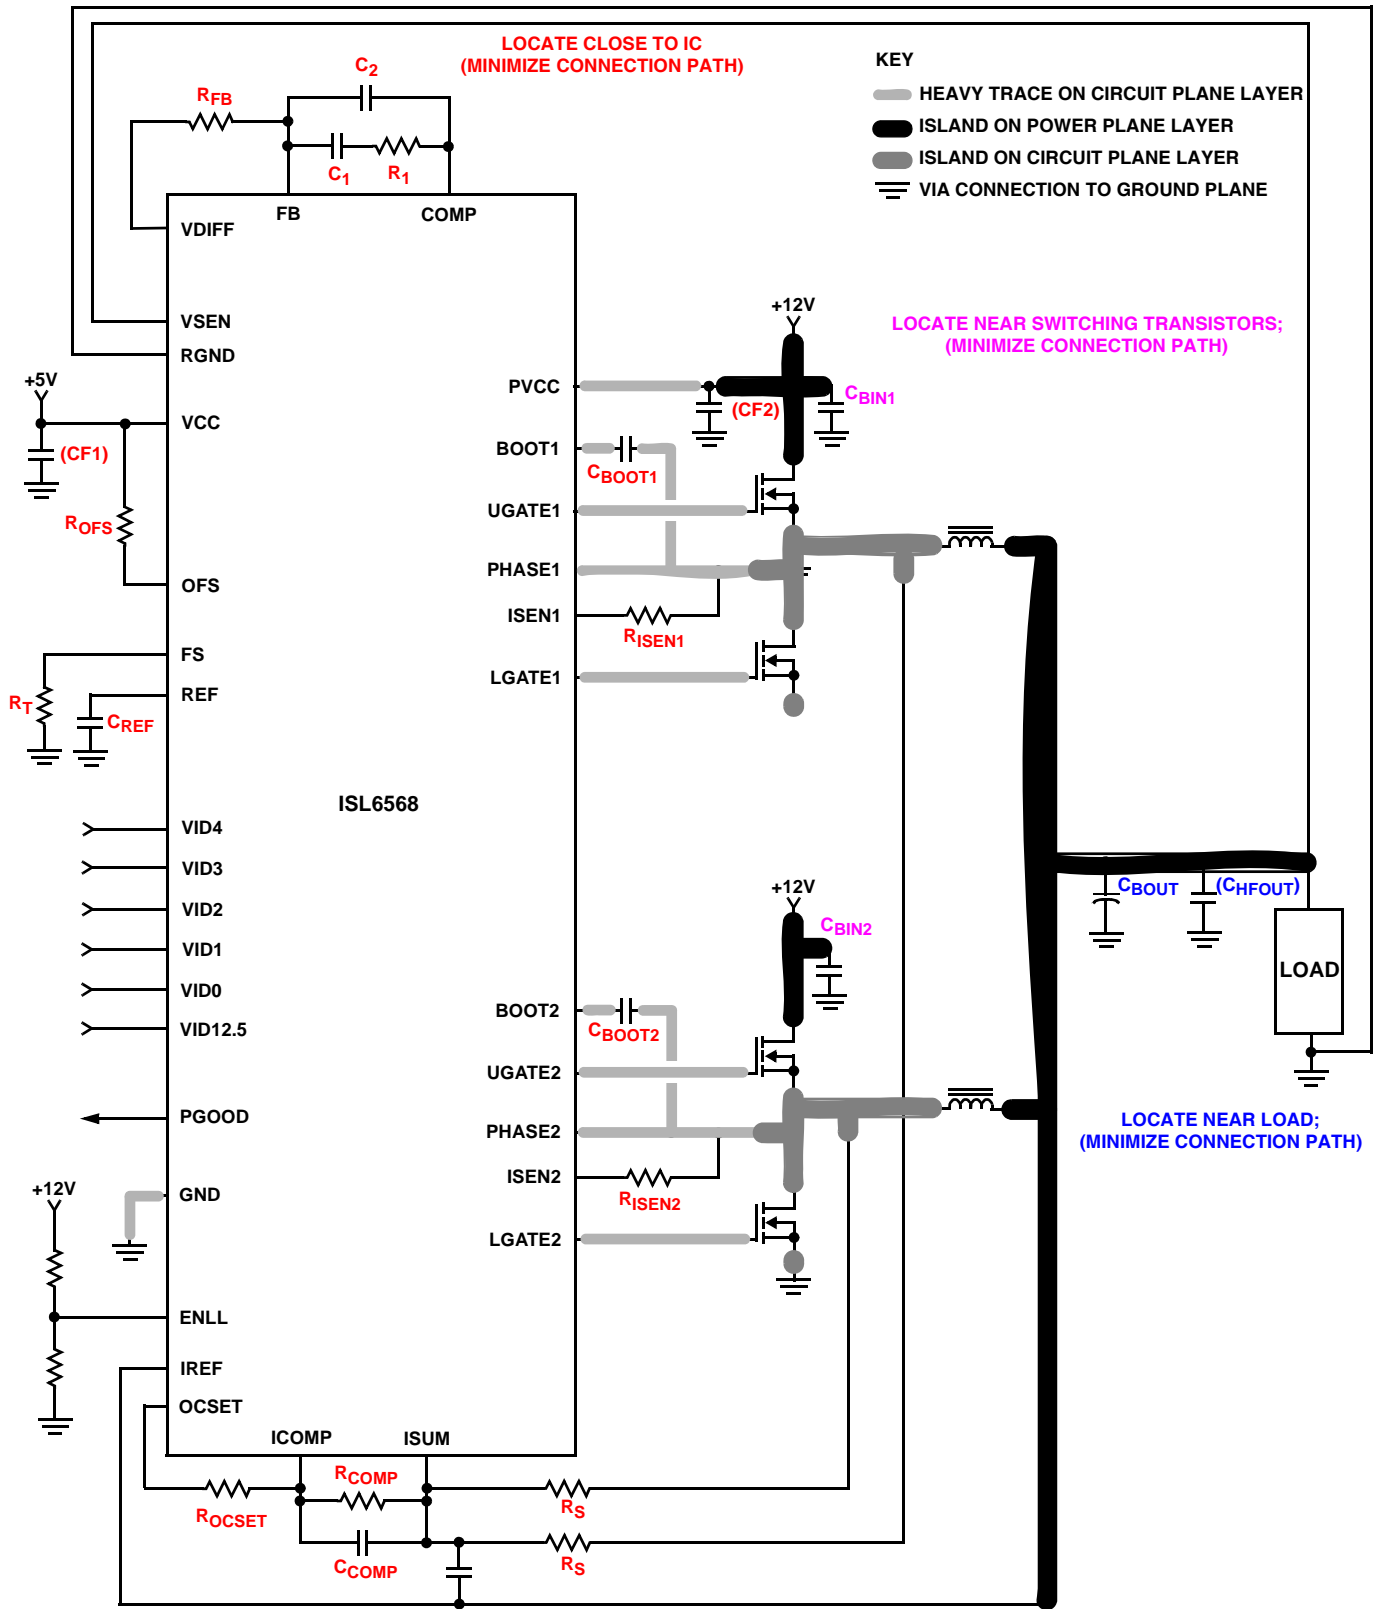 LOCATE CLOSE TO IC
(MINIMIZE CONNECTION PATH)
C2
RFB
C1
R1
KEY
HEAVY TRACE ON CIRCUIT PLANE LAYER
ISLAND ON POWER PLANE LAYER
ISLAND ON CIRCUIT PLANE LAYER
VIA CONNECTION TO GROUND PLANE
FB
COMP
VDIFF
VSEN
RGND
+5V
VCC
(CF1)
ROFS
OFS
FS
REF
RT
CREF
ISL6568
VID4
VID3
VID2
VID1
VID0
VID12.5
PGOOD
+12V
GND
ENLL
IREF
OCSET
ICOMP
ISUM
ROCSET
RCOMP
CCOMP
RS
RS
+12V
LOCATE NEAR SWITCHING TRANSISTORS;
(MINIMIZE CONNECTION PATH)
PVCC
(CF2)
CBIN1
BOOT1
CBOOT1
UGATE1
PHASE1
ISEN1
RISEN1
LGATE1
+12V
CBIN2
BOOT2
CBOOT2
UGATE2
PHASE2
ISEN2
RISEN2
LGATE2
CBOUT
(CHFOUT)
LOAD
LOCATE NEAR LOAD;
(MINIMIZE CONNECTION PATH)